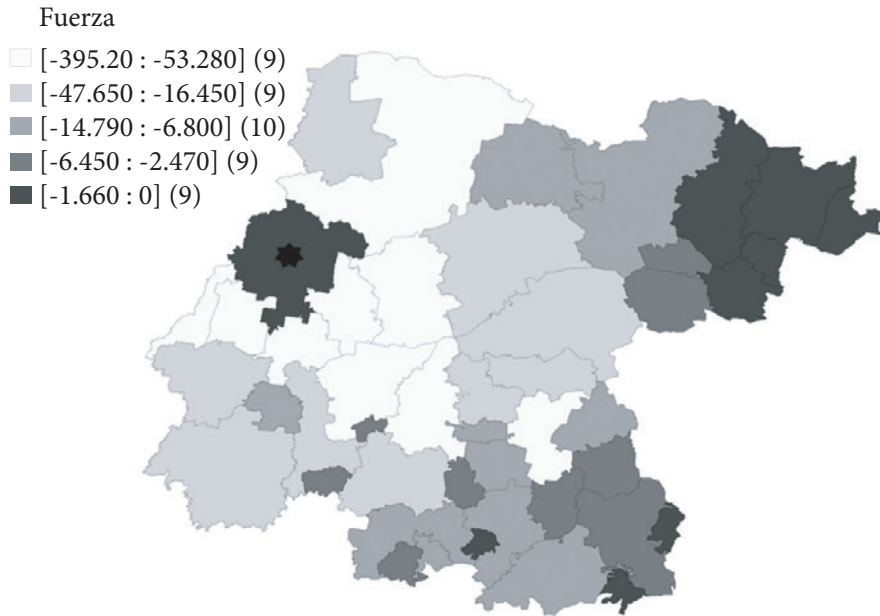 Fuerza
[-395.20 : -53.280] (9)
[-47.650 : -16.450] (9)
[-14.790 : -6.800] (10)
[-6.450 : -2.470] (9)
[-1.660 : 0] (9)